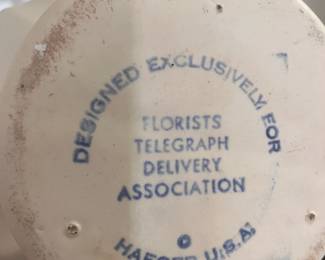 DESIGNED EXCLUSIVELY FOR
FLORISTS
TELEGRAPH
DELIVERY
ASSOCIATION
©
HAEGER U.S.A.